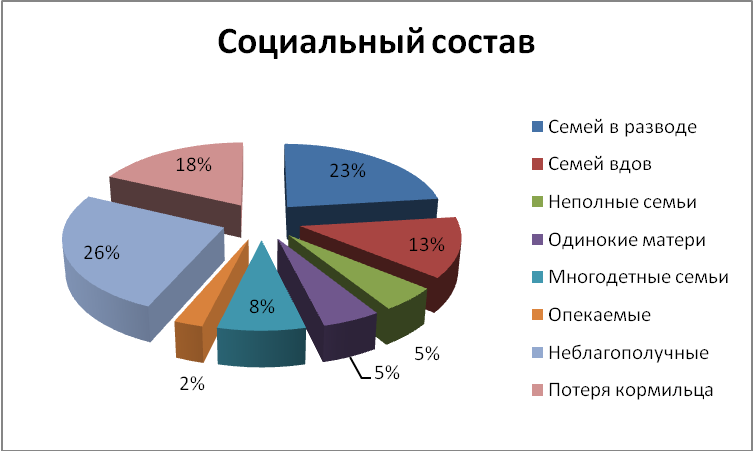 Социальный состав
18%
23%
26%
13%
8%
2%
5%
5%
Семей в разводе
Семей вдов
Неполные семьи
Одинокие матери
Многодетные семьи
Опекаемые
Неблагополучные
Потеря кормильца